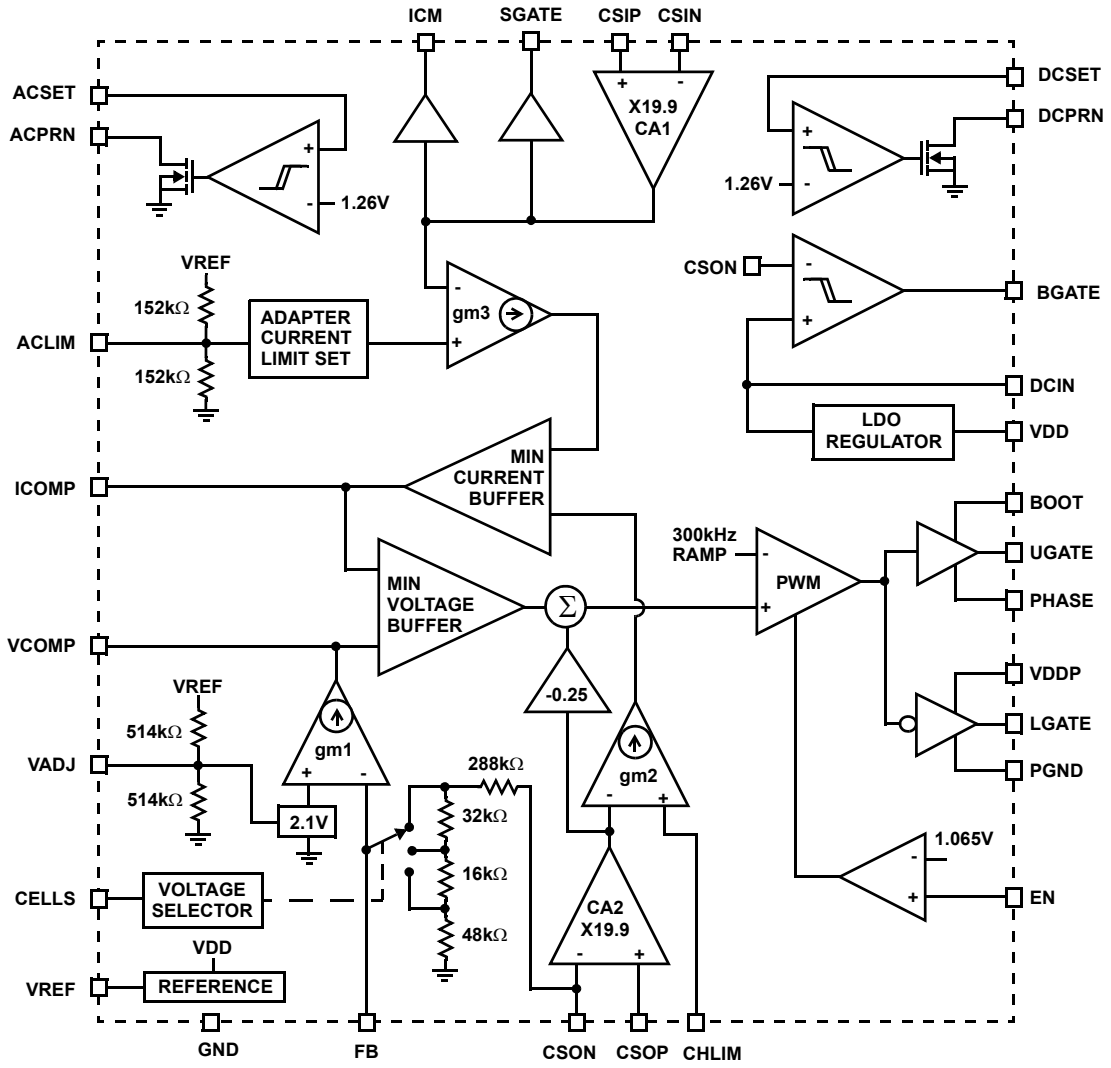 ICM
SGATE
CSIP
CSIN
ACSET
ACPRN
+
-
1.26V
+
-
X19.9
CA1
DCSET
DCPRN
+
1.26V
-
CSON
-
+
BGATE
VREF
152kΩ
ACLIM
152kΩ
ADAPTER
CURRENT
LIMIT SET
-
gm3
+
DCIN
LDO
REGULATOR
VDD
ICOMP
MIN
CURRENT
BUFFER
MIN
VOLTAGE
BUFFER
Σ
300kHz
RAMP
-
PWM
+
BOOT
UGATE
PHASE
VCOMP
-0.25
VDDP
LGATE
PGND
VREF
514kΩ
VADJ
514kΩ
gm1
+
-
2.1V
288kΩ
32kΩ
16kΩ
48kΩ
gm2
-
+
CA2
X19.9
-
+
1.065V
-
+
EN
CELLS
VOLTAGE
SELECTOR
VDD
VREF
REFERENCE
GND
FB
CSON
CSOP
CHLIM